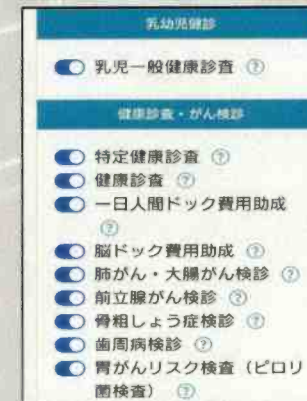 乳幼児健診
乳児一般健康診査 ?
健康診査・がん検診
特定健康診査 ?
健康診査 ?
一日人間ドック費用助成
?
脳ドック費用助成 ?
肺がん・大腸がん検診 ?
前立腺がん検診 ?
骨粗しょう症検診 ?
歯周病検診 ?
胃がんリスク検査（ピロリ
菌検査） ?